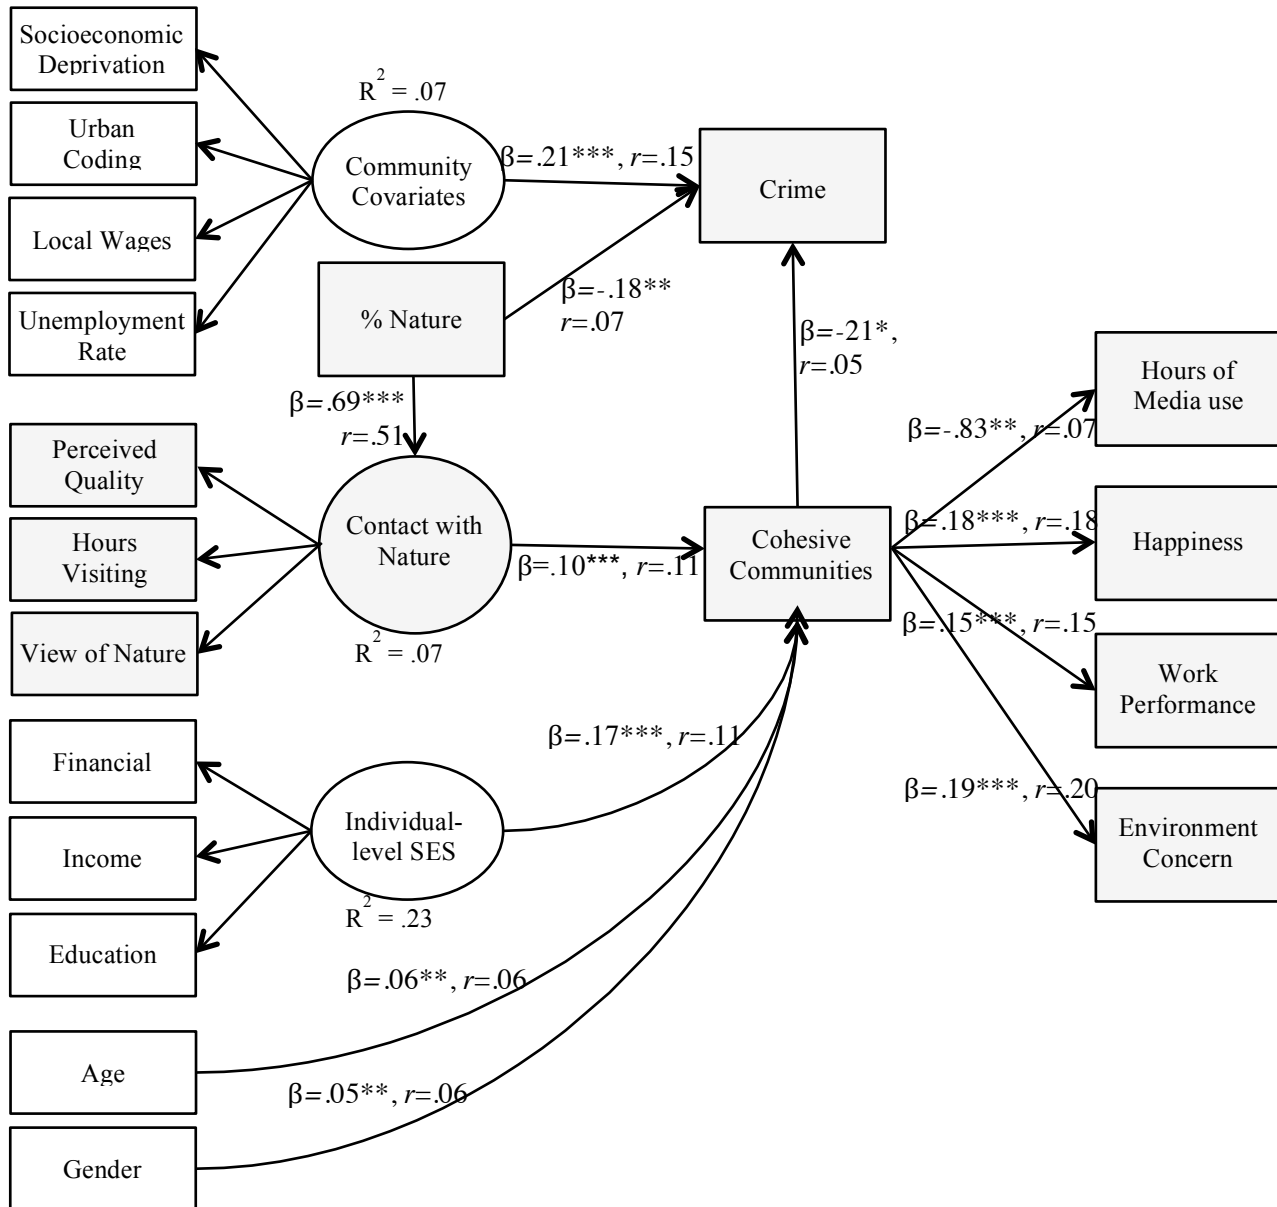 Socioeconomic
Deprivation
Urban
Coding
Local Wages
Unemployment
Rate
R² = .07
Community
Covariates
β=.21***, r=.15
Crime
% Nature
β=-.18**
r=.07
β=.69***
r=.51
β=-21*,
r=.05
Perceived
Quality
Hours
Visiting
View of Nature
Contact with
Nature
R² = .07
β=.10***, r=.11
Cohesive
Communities
β=-.83**, r=.07
Hours of
Media use
β=.18***, r=.18
Happiness
β=.15***, r=.15
Work
Performance
β=.19***, r=.20
Environment
Concern
Financial
Income
Education
Individual-
level SES
R² = .23
β=.17***, r=.11
Age
β=.06**, r=.06
Gender
β=.05**, r=.06